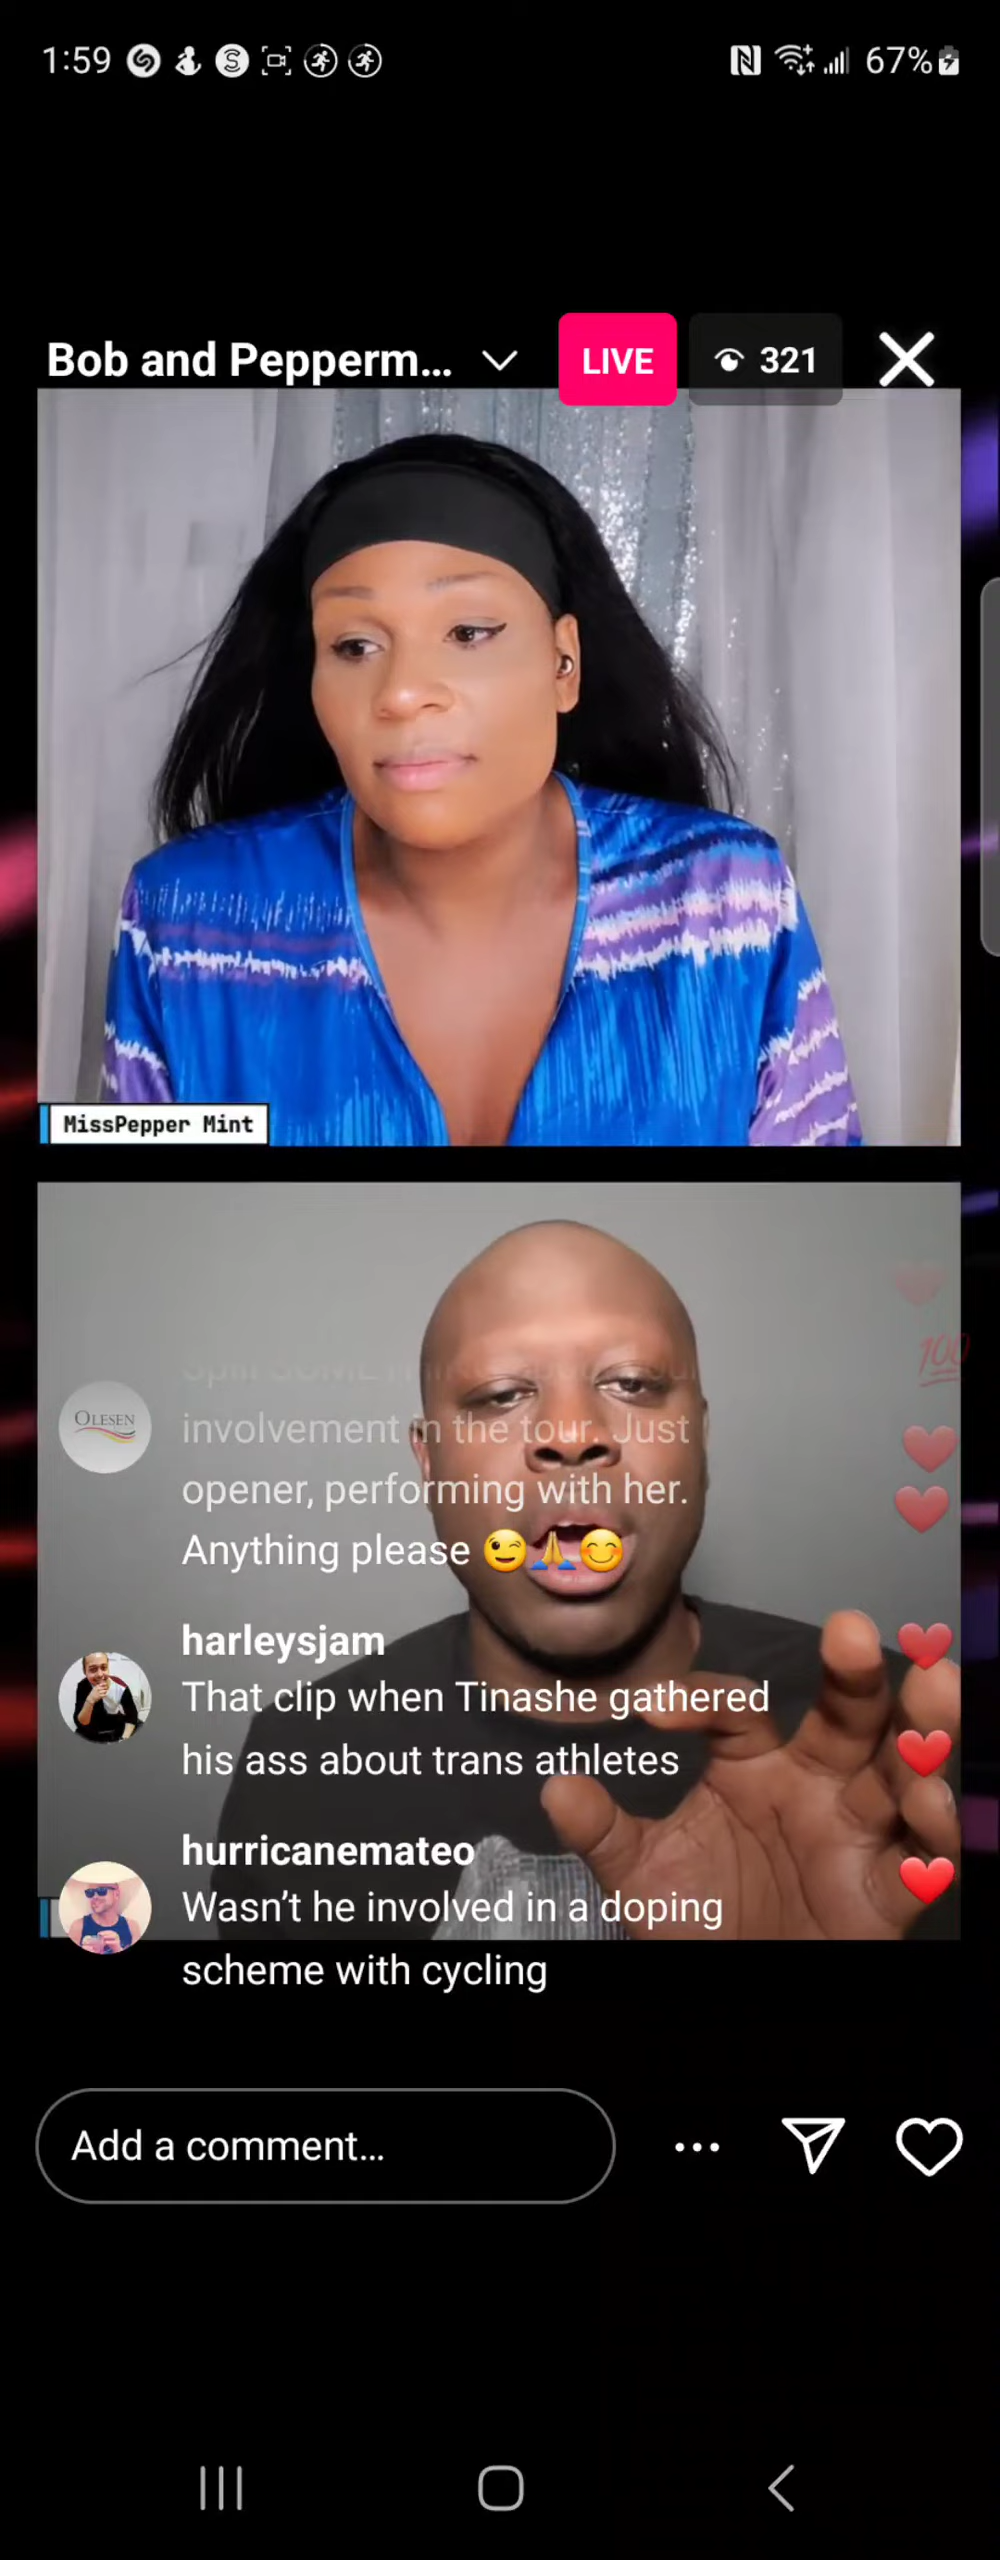 1:59
67%
Bob and Pepperm...
LIVE
321
MissPepper Mint
100
OLESEN
involvement in the tour. Just
opener, performing with her.
Anything please 😉🙏😊
harleysjam
That clip when Tinashe gathered
his ass about trans athletes
hurricanemateo
Wasn't he involved in a doping
scheme with cycling
Add a comment...